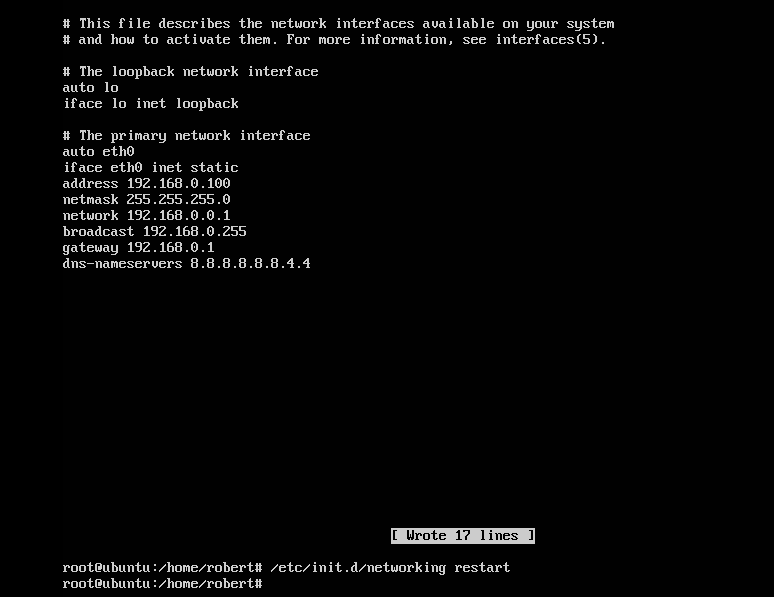 # This file describes the network interfaces available on your system
# and how to activate them. For more information, see interfaces(5).
# The loopback network interface
auto lo
iface lo inet loopback
# The primary network interface
auto eth0
iface eth0 inet static
address 192.168.0.100
netmask 255.255.255.0
network 192.168.0.0.1
broadcast 192.168.0.255
gateway 192.168.0.1
dns-nameservers 8.8.8.8.8.8.4.4
[ Wrote 17 lines ]
root@ubuntu:/home/robert# /etc/init.d/networking restart
root@ubuntu:/home/robert#